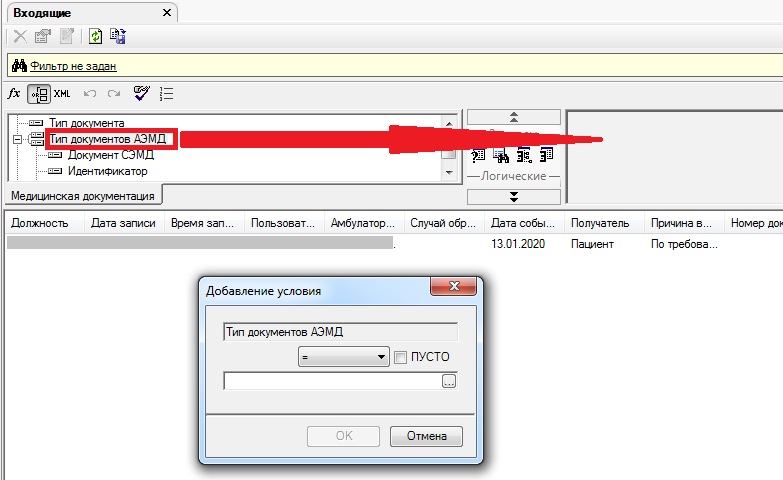 Входящие
Фильтр не задан
fx XML
Тип документа
Тип документов АЭМД
Документ СЭМД
Идентификатор
Логические
Медицинская документация
Должность Дата записи Время зап... Пользоват... Амбулатор... Случай обр... Дата собы... Получатель Причина в... Номер док
. 13.01.2020 Пациент По требова...
Добавление условия
Тип документов АЭМД
= ПУСТО
...
OK Отмена